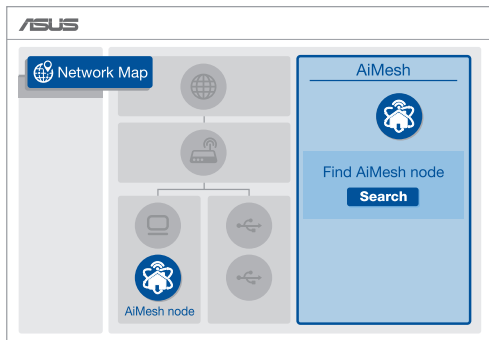 ASUS
Network Map
AiMesh
Find AiMesh node
Search
AiMesh node